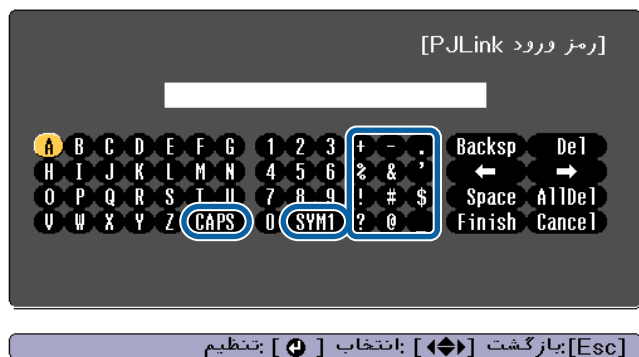 [رمز ورود PJLink]
A B C D E F G 1 2 3 + - . Backsp Del
H I J K L M N 4 5 6 % & ' ← →
O P Q R S T U 7 8 9 ! # $ Space AllDel
V W X Y Z CAPS 0 SYM1 ? @ _ Finish Cancel
[Esc]:بازگشت [◄◆►]:انتخاب [ ]:تنظیم